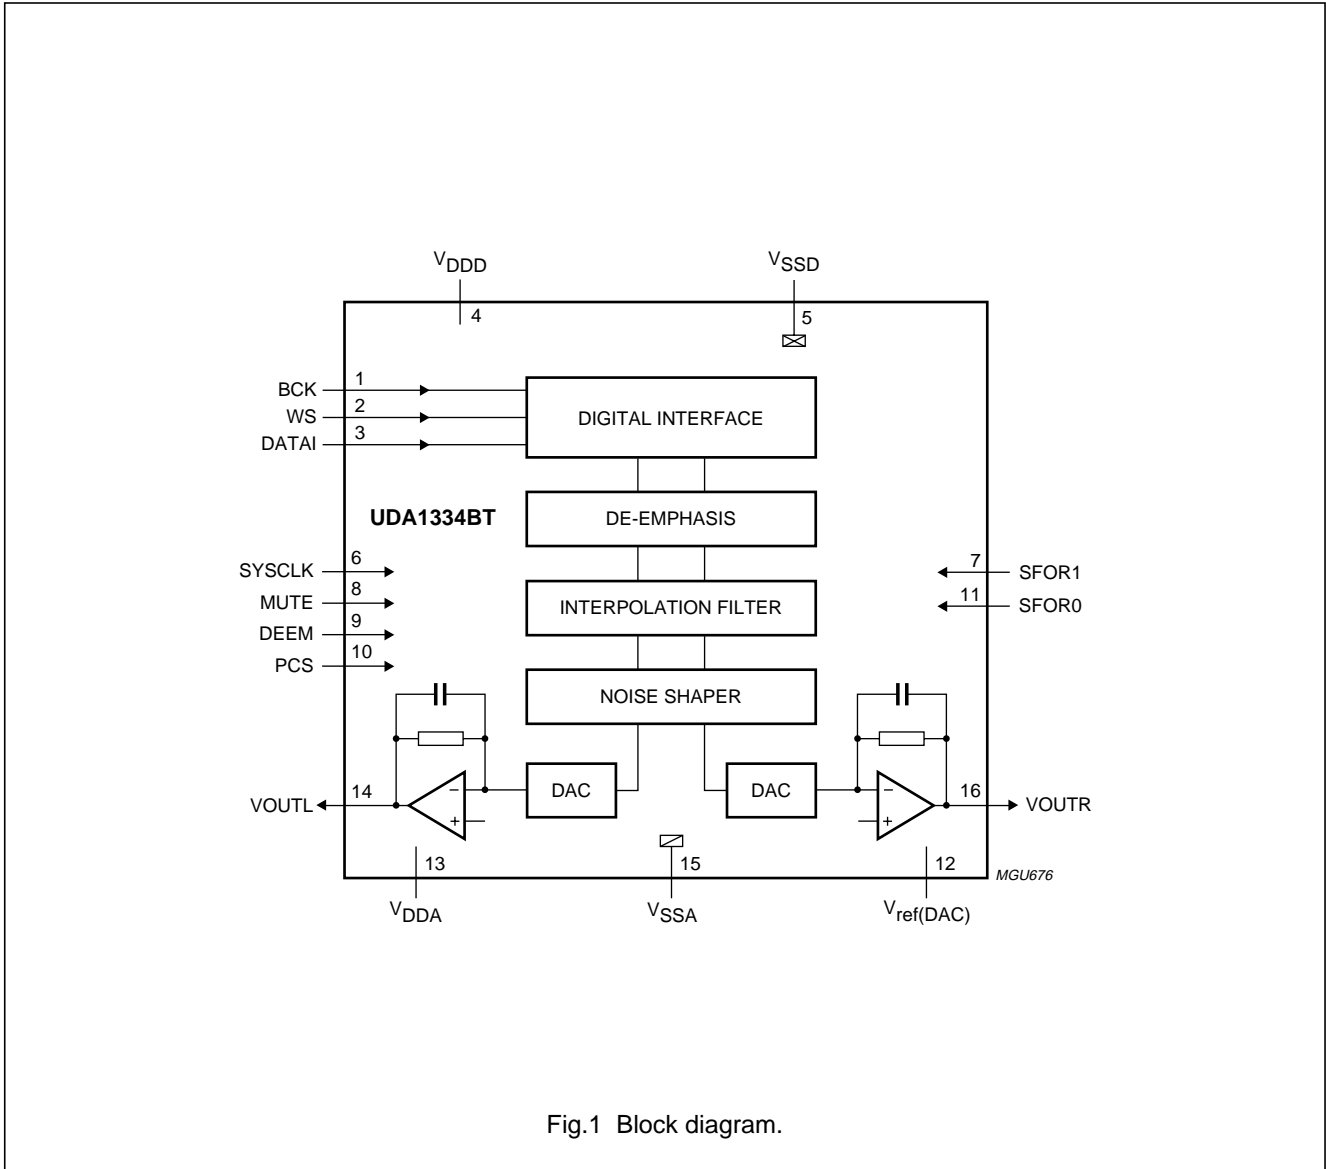 VDDD VSSD
4 5
BCK 1
WS 2
DATAI 3
DIGITAL INTERFACE
UDA1334BT
DE-EMPHASIS
SYSCLK 6
MUTE 8
DEEM 9
PCS 10
7 SFOR1
11 SFOR0
INTERPOLATION FILTER
NOISE SHAPER
VOUTL 14 − + DAC DAC − + 16 VOUTR
13 15 12
MGU676
VDDA VSSA Vref(DAC)
Fig.1 Block diagram.